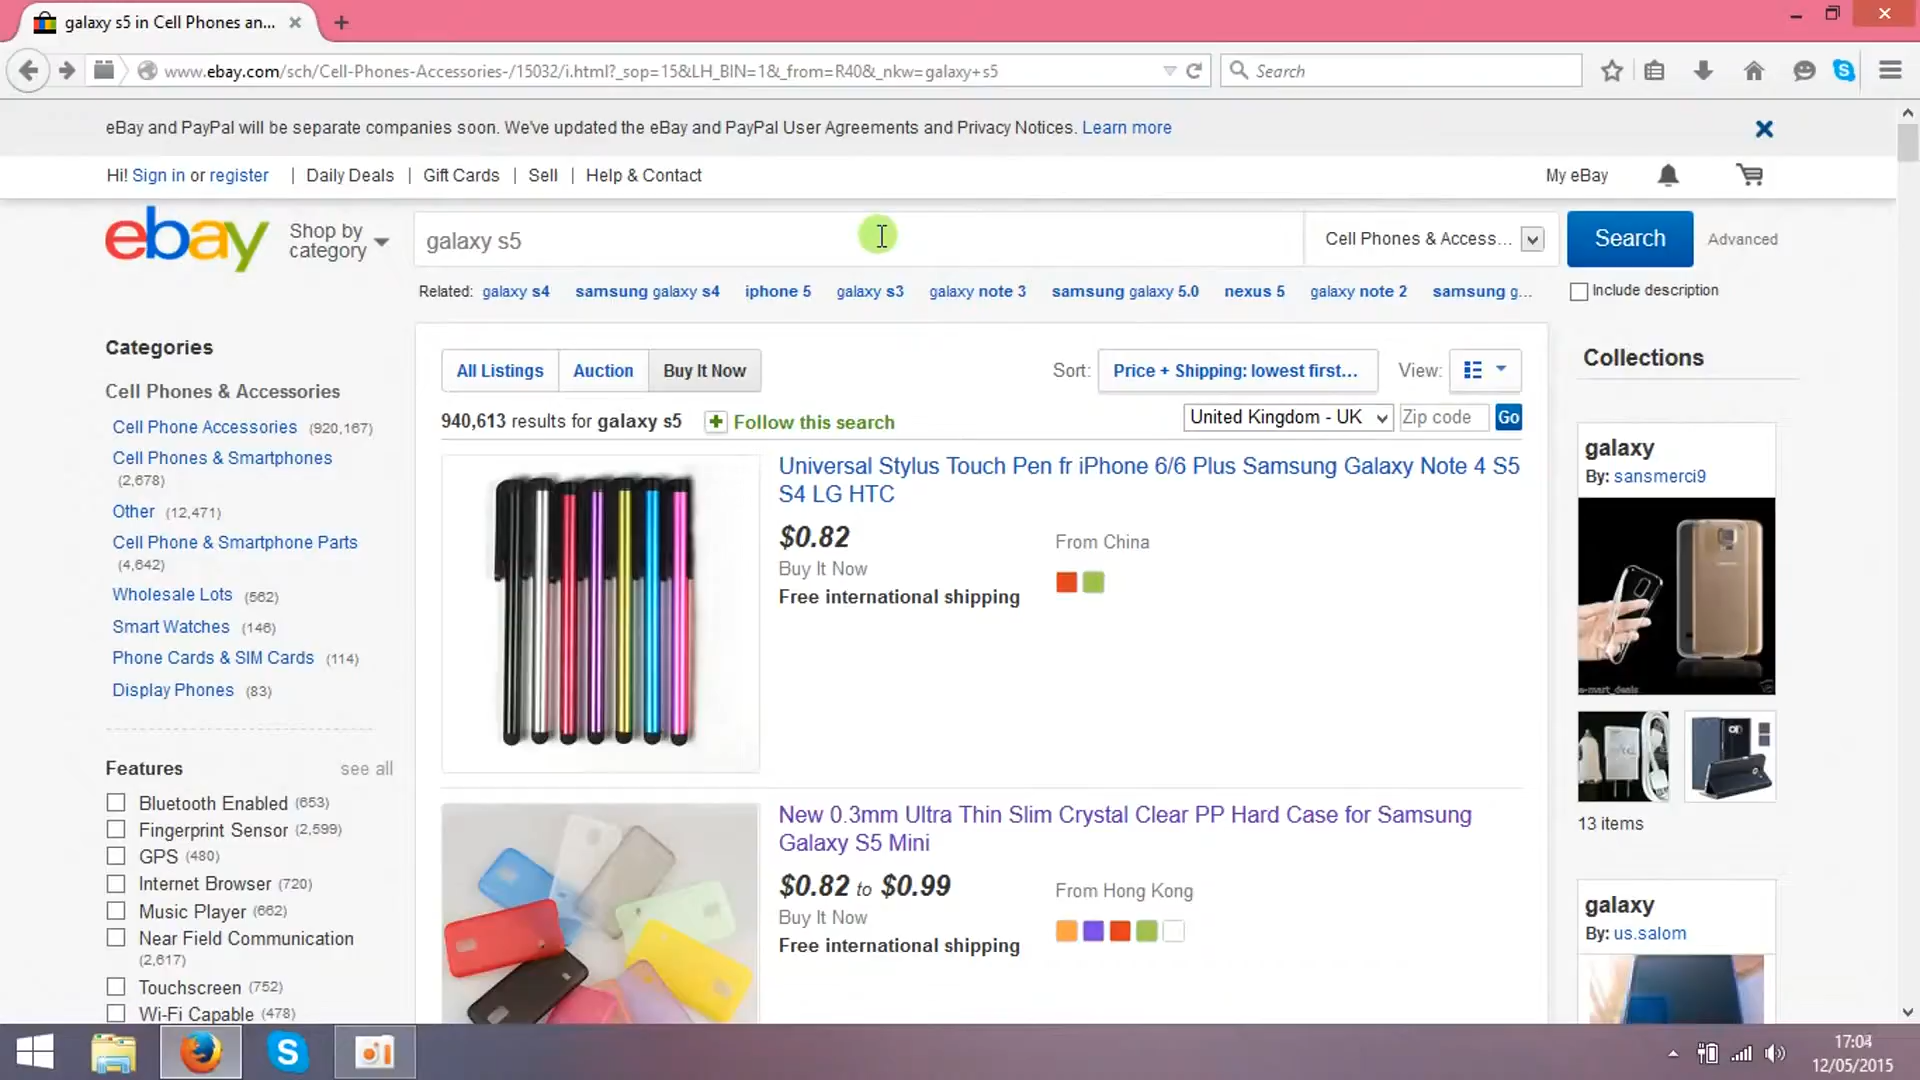 galaxy s5 in Cell Phones an...
www.ebay.com/sch/Cell-Phones-Accessories-/15032/i.html?_sop=15&LH_BIN=1&_from=R40&_nkw=galaxy+s5
Search
eBay and PayPal will be separate companies soon. We've updated the eBay and PayPal User Agreements and Privacy Notices. Learn more
Hi! Sign in or register | Daily Deals | Gift Cards | Sell | Help & Contact
My eBay
ebay
Shop by
category
galaxy s5
Cell Phones & Access...
Search
Advanced
Related: galaxy s4 samsung galaxy s4 iphone 5 galaxy s3 galaxy note 3 samsung galaxy 5.0 nexus 5 galaxy note 2 samsung g...
Include description
Categories
Cell Phones & Accessories
Cell Phone Accessories (920,167)
Cell Phones & Smartphones
(2,678)
Other (12,471)
Cell Phone & Smartphone Parts
(4,642)
Wholesale Lots (562)
Smart Watches (146)
Phone Cards & SIM Cards (114)
Display Phones (83)
Features
see all
Bluetooth Enabled (653)
Fingerprint Sensor (2,599)
GPS (480)
Internet Browser (720)
Music Player (662)
Near Field Communication
(2,617)
Touchscreen (752)
Wi-Fi Capable (478)
All Listings
Auction
Buy It Now
Sort: Price + Shipping: lowest first...
View:
940,613 results for galaxy s5
Follow this search
United Kingdom - UK
Zip code
Go
Universal Stylus Touch Pen fr iPhone 6/6 Plus Samsung Galaxy Note 4 S5
S4 LG HTC
$0.82
From China
Buy It Now
Free international shipping
New 0.3mm Ultra Thin Slim Crystal Clear PP Hard Case for Samsung
Galaxy S5 Mini
$0.82 to $0.99
From Hong Kong
Buy It Now
Free international shipping
Collections
galaxy
By: sansmerci9
13 items
galaxy
By: us.salom
17:04
12/05/2015